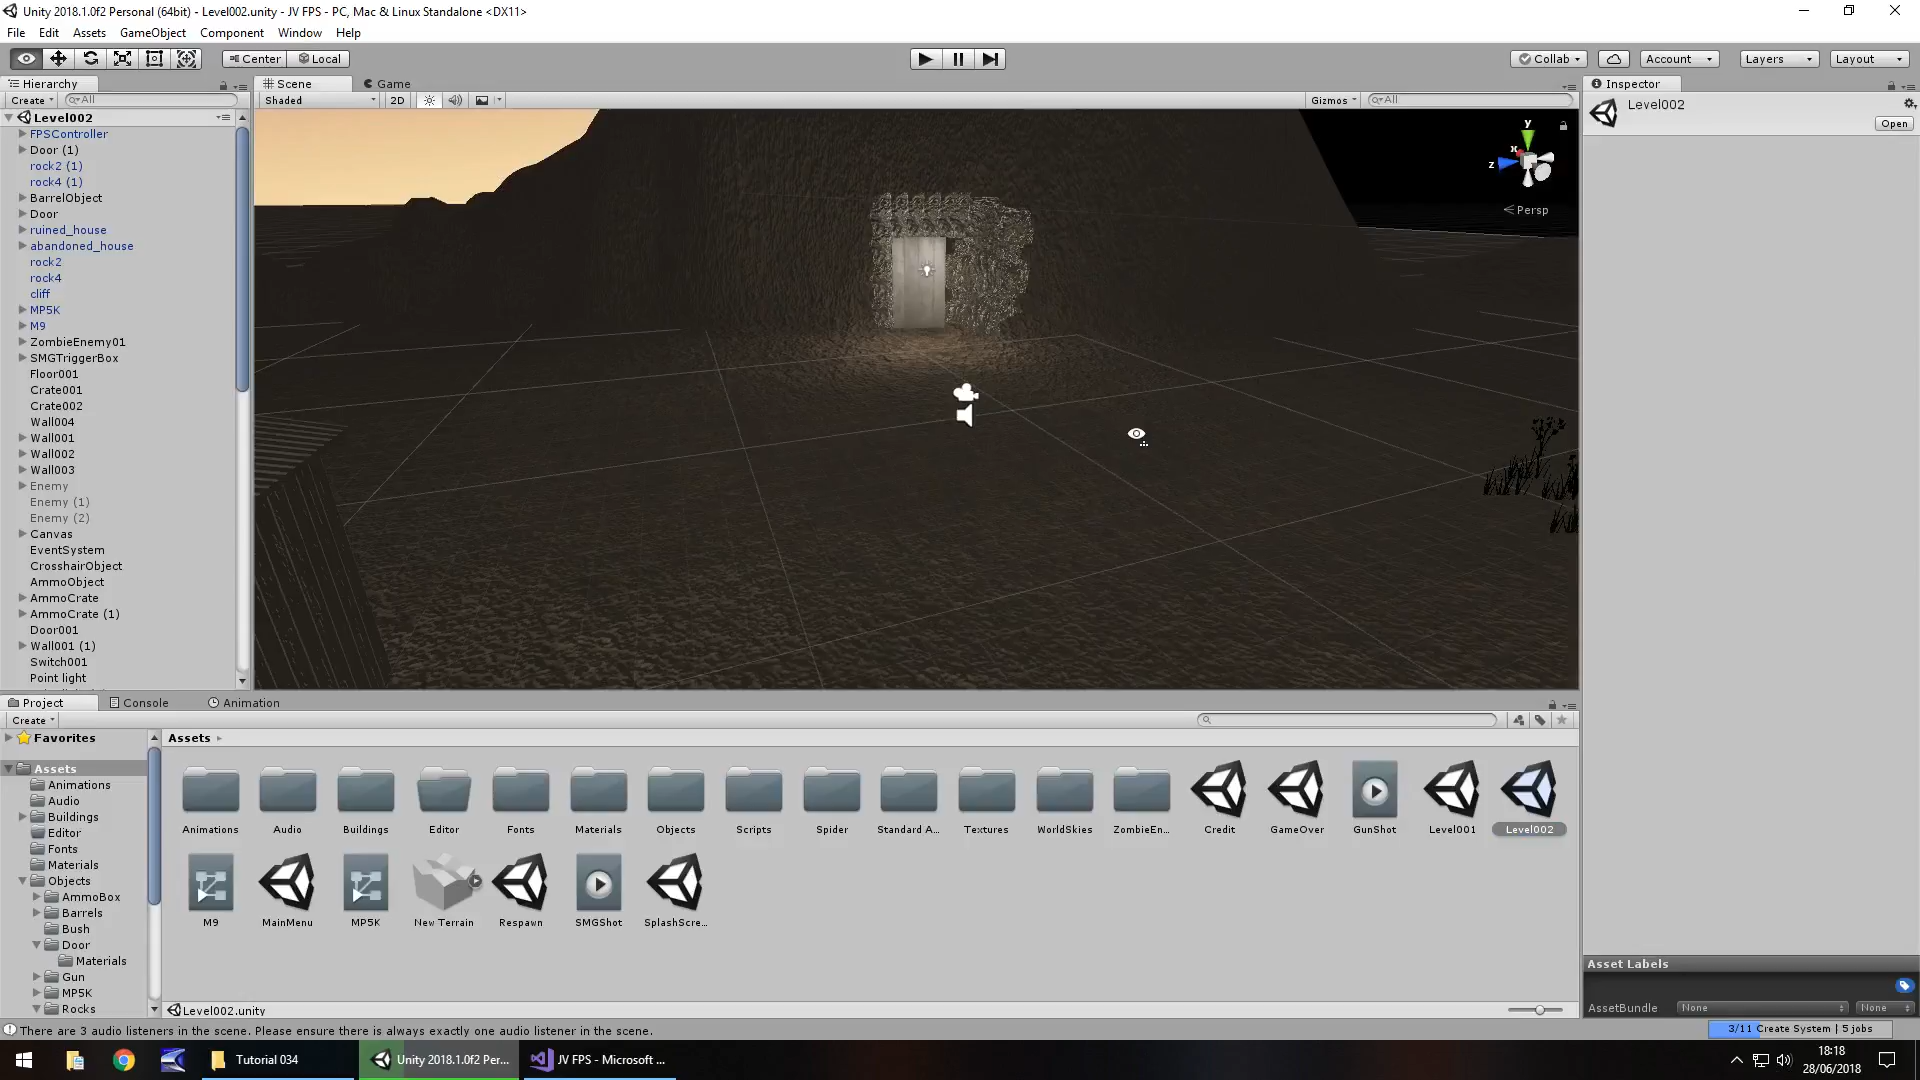 Unity 2018.1.0f2 Personal (64bit) - Level002.unity - JV FPS - PC, Mac & Linux Standalone <DX11>
File Edit Assets GameObject Component Window Help
Center Local Collab Account Layers Layout
Hierarchy
Create All
Level002
FPSController
Door (1)
rock2 (1)
rock4 (1)
BarrelObject
Door
ruined_house
abandoned_house
rock2
rock4
cliff
MP5K
M9
ZombieEnemy01
SMGTriggerBox
Floor001
Crate001
Crate002
Wall004
Wall001
Wall002
Wall003
Enemy
Enemy (1)
Enemy (2)
Canvas
EventSystem
CrosshairObject
AmmoObject
AmmoCrate
AmmoCrate (1)
Door001
Wall001 (1)
Switch001
Point light
Scene Game
Shaded 2D Gizmos All
y
x
z
Persp
Inspector
Level002
Open
Asset Labels
AssetBundle None None
Project Console Animation
Create
Favorites
Assets
Animations
Audio
Buildings
Editor
Fonts
Materials
Objects
AmmoBox
Barrels
Bush
Door
Materials
Gun
MP5K
Rocks
Assets
Animations Audio Buildings Editor Fonts Materials Objects Scripts Spider Standard A... Textures WorldSkies ZombieEn... Credit GameOver GunShot Level001 Level002
M9 MainMenu MP5K New Terrain Respawn SMGShot SplashScre...
Level002.unity
There are 3 audio listeners in the scene. Please ensure there is always exactly one audio listener in the scene.
3/11 Create System | 5 jobs
Tutorial 034
Unity 2018.1.0f2 Per...
JV FPS - Microsoft ...
18:18
28/06/2018